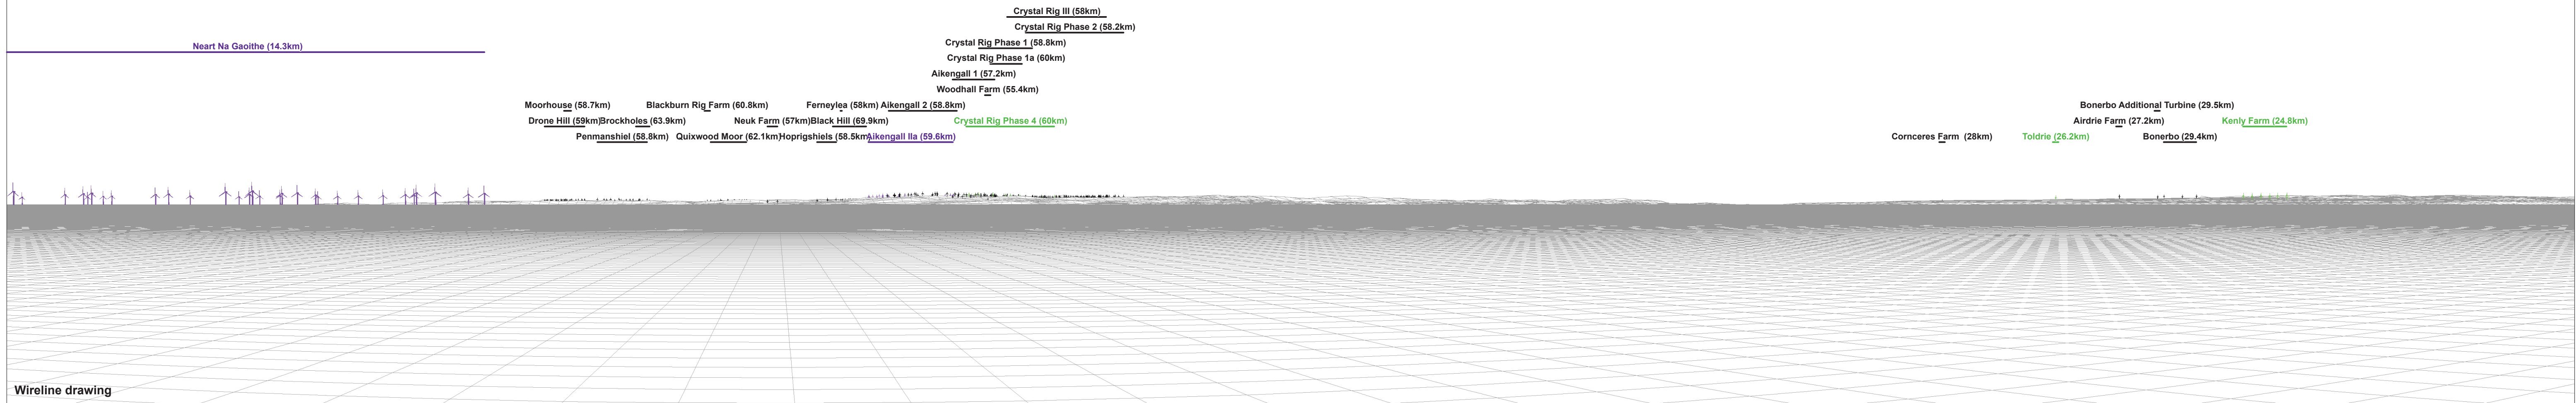 Crystal Rig III (58km)
Crystal Rig Phase 2 (58.2km)
Neart Na Gaoithe (14.3km)
Crystal Rig Phase 1 (58.8km)
Crystal Rig Phase 1a (60km)
Aikengall 1 (57.2km)
Woodhall Farm (55.4km)
Moorhouse (58.7km)
Blackburn Rig Farm (60.8km)
Ferneylea (58km)
Aikengall 2 (58.8km)
Bonerbo Additional Turbine (29.5km)
Drone Hill (59km)
Brockholes (63.9km)
Neuk Farm (57km)
Black Hill (69.9km)
Crystal Rig Phase 4 (60km)
Airdrie Farm (27.2km)
Kenly Farm (24.8km)
Penmanshiel (58.8km)
Quixwood Moor (62.1km)
Hoprigshiels (58.5km)
Aikengall IIa (59.6km)
Cornceres Farm (28km)
Toldrie (26.2km)
Bonerbo (29.4km)
Wireline drawing